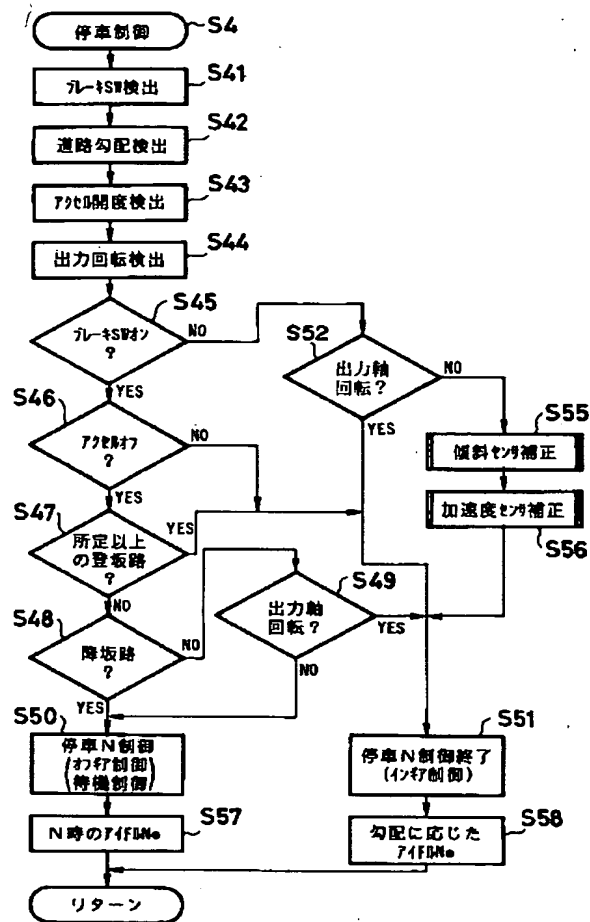 停車制御
S4
ブレーキSW検出
S41
道路勾配検出
S42
アクセル開度検出
S43
出力回転検出
S44
ブレーキSWオン
?
S45
NO
YES
アクセルオフ
?
S46
NO
YES
所定以上
の登坂路
?
S47
YES
NO
降坂路
?
S48
NO
YES
出力軸
回転?
S49
YES
NO
停車N制御
(オフギア制御)
(待機制御)
S50
N時のアイドルNe
S57
リターン
出力軸
回転?
S52
NO
YES
傾斜センサ補正
S55
加速度センサ補正
S56
停車N制御終了
(インギア制御)
S51
勾配に応じた
アイドルNe
S58